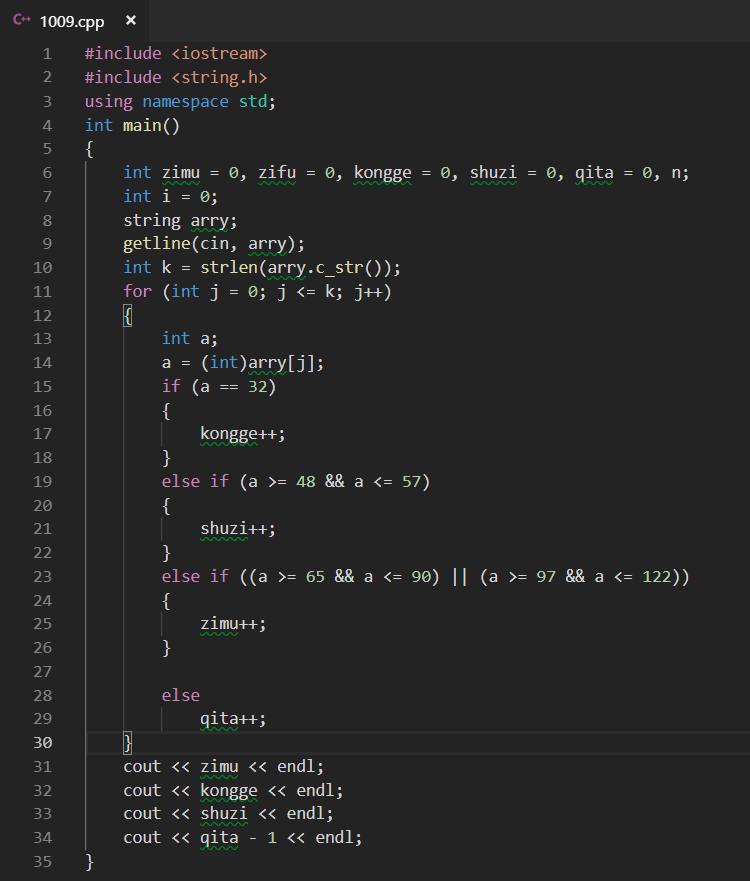 C++ 1009.cpp ×
1 #include <iostream>
2 #include <string.h>
3 using namespace std;
4 int main()
5 {
6     int zimu = 0, zifu = 0, kongge = 0, shuzi = 0, qita = 0, n;
7     int i = 0;
8     string arry;
9     getline(cin, arry);
10     int k = strlen(arry.c_str());
11     for (int j = 0; j <= k; j++)
12     {
13         int a;
14         a = (int)arry[j];
15         if (a == 32)
16         {
17             kongge++;
18         }
19         else if (a >= 48 && a <= 57)
20         {
21             shuzi++;
22         }
23         else if ((a >= 65 && a <= 90) || (a >= 97 && a <= 122))
24         {
25             zimu++;
26         }
27
28         else
29             qita++;
30     }
31     cout << zimu << endl;
32     cout << kongge << endl;
33     cout << shuzi << endl;
34     cout << qita - 1 << endl;
35 }